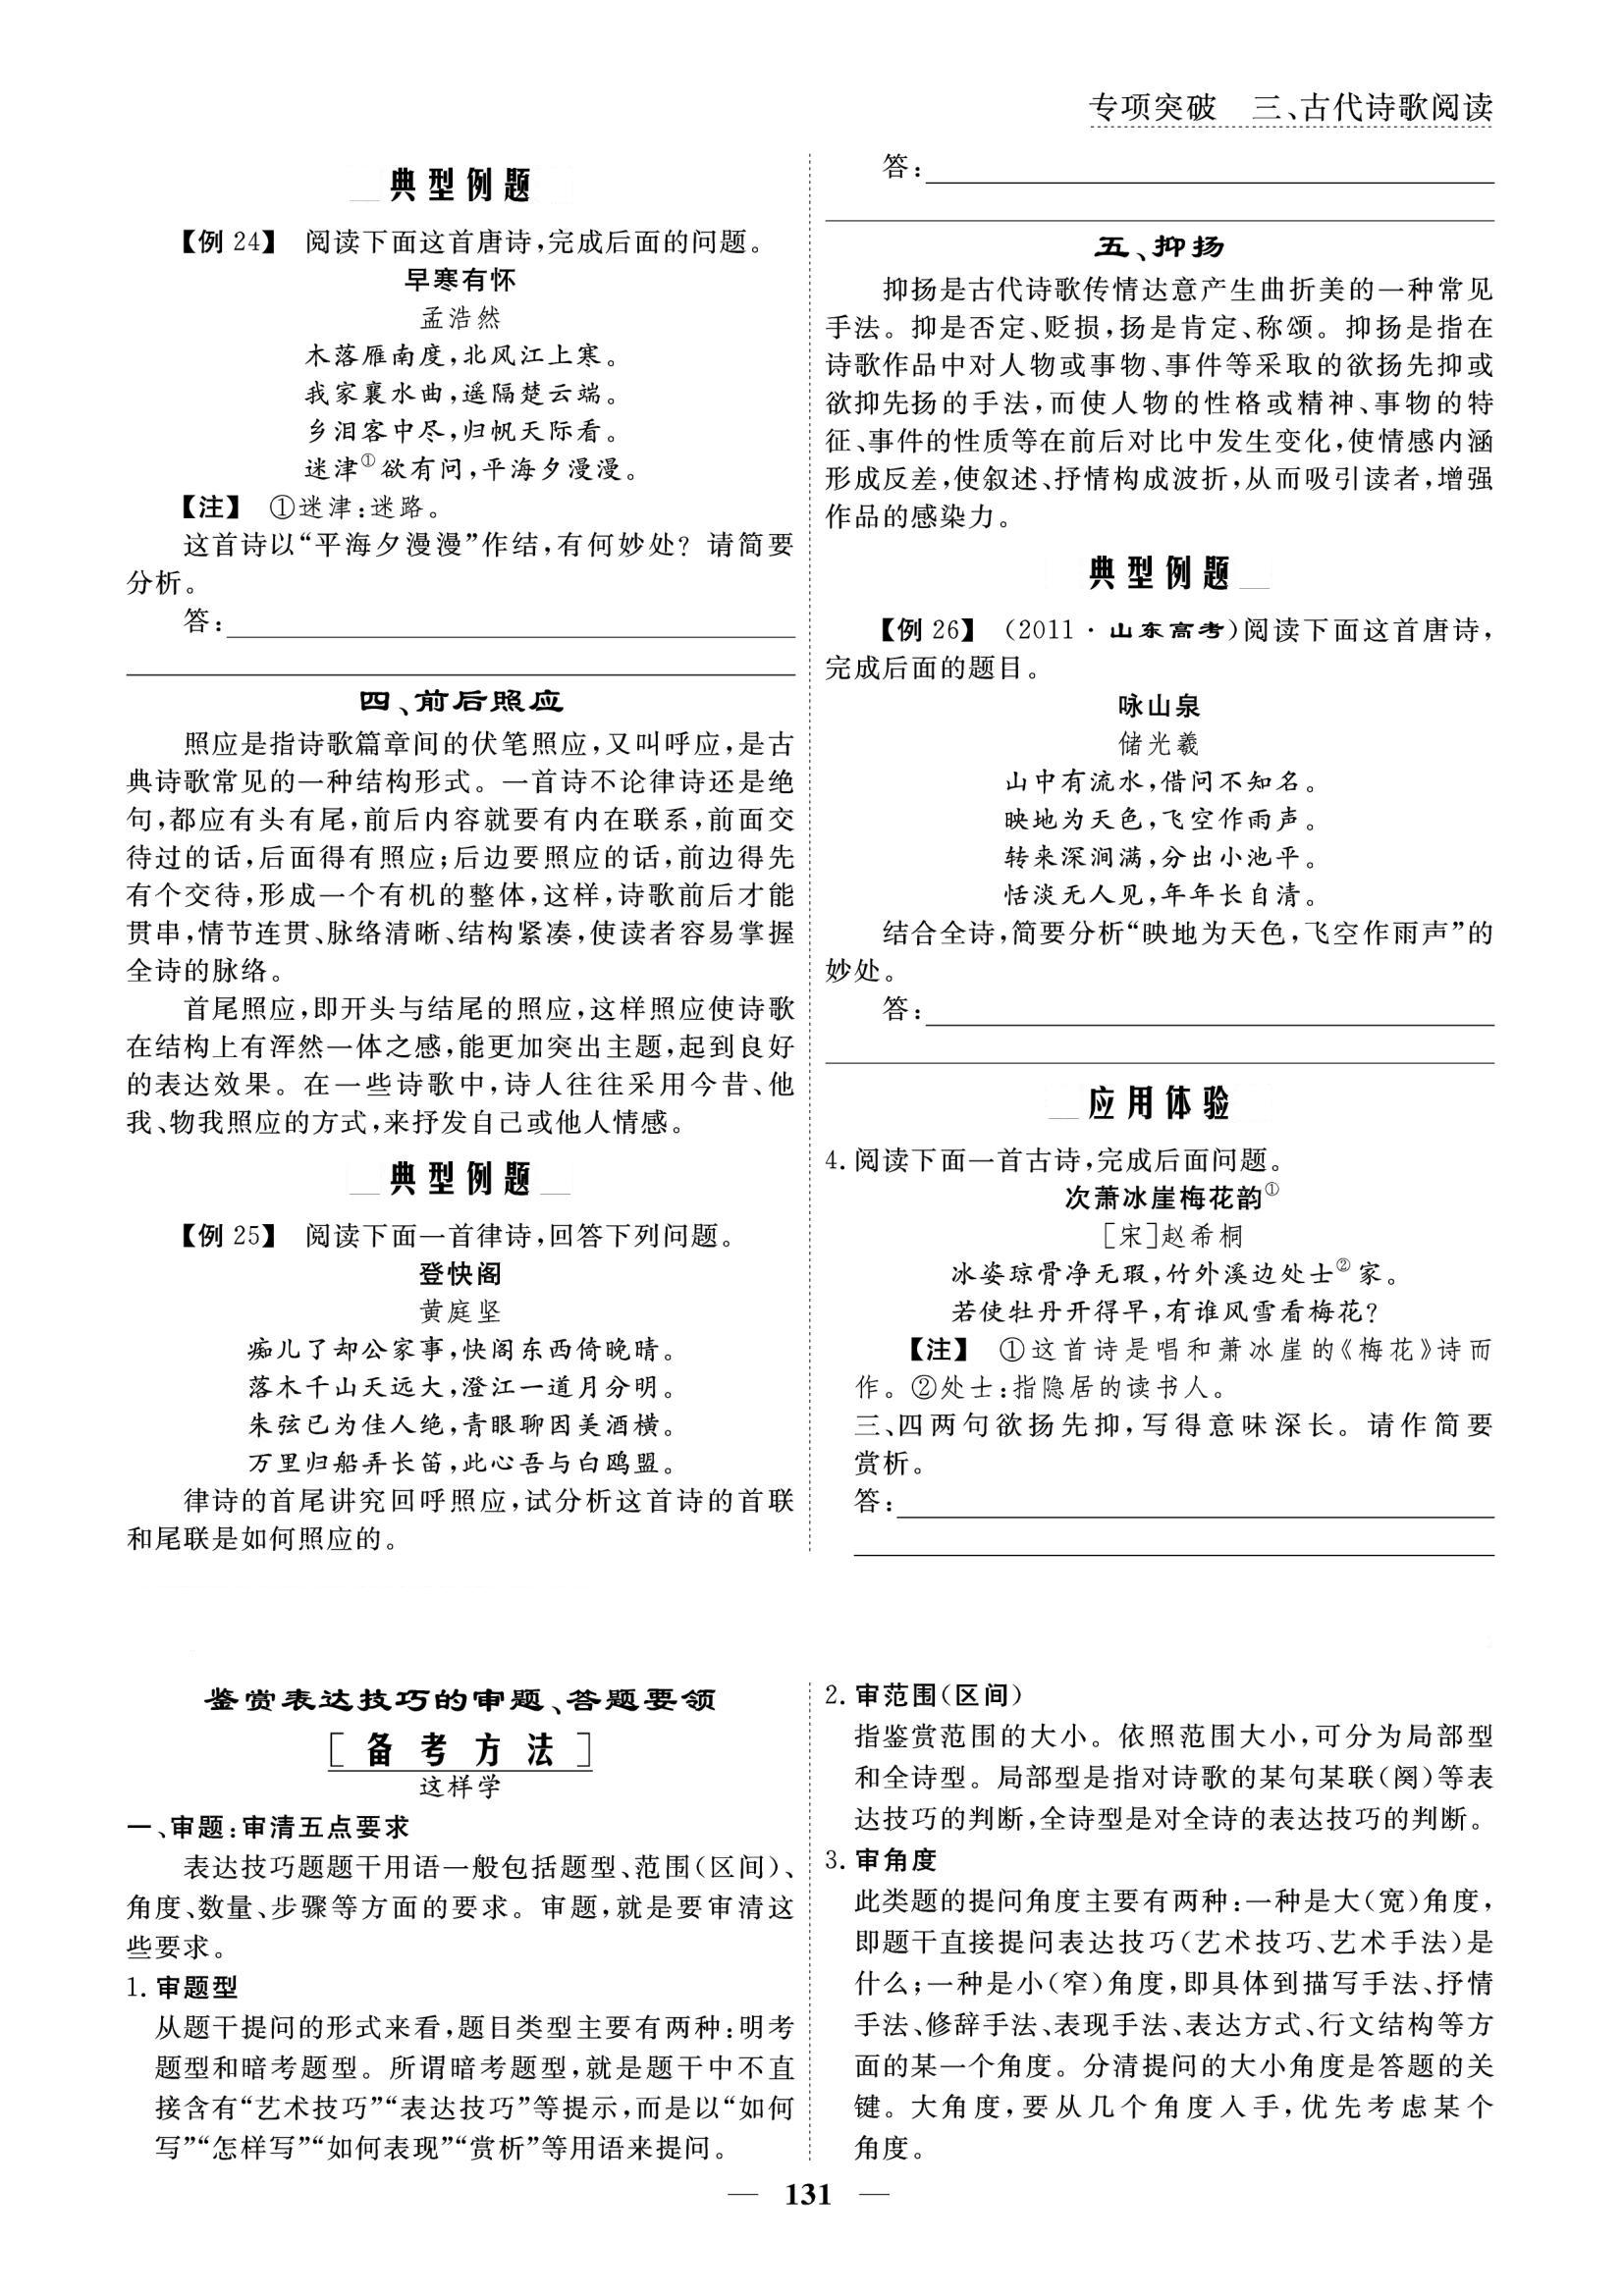 专项突破　三、古代诗歌阅读
典型例题
【例 24】　阅读下面这首唐诗,完成后面的问题。
早寒有怀
孟浩然
木落雁南度,北风江上寒。
我家襄水曲,遥隔楚云端。
乡泪客中尽,归帆天际看。
迷津①欲有问,平海夕漫漫。
【注】　①迷津:迷路。
这首诗以“平海夕漫漫”作结,有何妙处? 请简要
分析。
答:
四、前后照应
照应是指诗歌篇章间的伏笔照应,又叫呼应,是古
典诗歌常见的一种结构形式。一首诗不论律诗还是绝
句,都应有头有尾,前后内容就要有内在联系,前面交
待过的话,后面得有照应;后边要照应的话,前边得先
有个交待,形成一个有机的整体,这样,诗歌前后才能
贯串,情节连贯、脉络清晰、结构紧凑,使读者容易掌握
全诗的脉络。
首尾照应,即开头与结尾的照应,这样照应使诗歌
在结构上有浑然一体之感,能更加突出主题,起到良好
的表达效果。在一些诗歌中,诗人往往采用今昔、他
我、物我照应的方式,来抒发自己或他人情感。
典型例题
【例 25】　阅读下面一首律诗,回答下列问题。
登快阁
黄庭坚
痴儿了却公家事,快阁东西倚晚晴。
落木千山天远大,澄江一道月分明。
朱弦已为佳人绝,青眼聊因美酒横。
万里归船弄长笛,此心吾与白鸥盟。
律诗的首尾讲究回呼照应,试分析这首诗的首联
和尾联是如何照应的。
答:
五、抑扬
抑扬是古代诗歌传情达意产生曲折美的一种常见
手法。抑是否定、贬损,扬是肯定、称颂。抑扬是指在
诗歌作品中对人物或事物、事件等采取的欲扬先抑或
欲抑先扬的手法,而使人物的性格或精神、事物的特
征、事件的性质等在前后对比中发生变化,使情感内涵
形成反差,使叙述、抒情构成波折,从而吸引读者,增强
作品的感染力。
典型例题
【例 26】　(2011·山东高考)阅读下面这首唐诗,
完成后面的题目。
咏山泉
储光羲
山中有流水,借问不知名。
映地为天色,飞空作雨声。
转来深涧满,分出小池平。
恬淡无人见,年年长自清。
结合全诗,简要分析“映地为天色,飞空作雨声”的
妙处。
答:
应用体验
4. 阅读下面一首古诗,完成后面问题。
次萧冰崖梅花韵①
[宋]赵希桐
冰姿琼骨净无瑕,竹外溪边处士②家。
若使牡丹开得早,有谁风雪看梅花?
【注】　①这首诗是唱和萧冰崖的《梅花》诗而
作。②处士:指隐居的读书人。
三、四两句欲扬先抑,写得意味深长。请作简要
赏析。
答:
鉴赏表达技巧的审题、答题要领
[备考方法]
这样学
一、审题:审清五点要求
表达技巧题题干用语一般包括题型、范围(区间)、
角度、数量、步骤等方面的要求。审题,就是要审清这
些要求。
1. 审题型
从题干提问的形式来看,题目类型主要有两种:明考
题型和暗考题型。所谓暗考题型,就是题干中不直
接含有“艺术技巧”“表达技巧”等提示,而是以“如何
写”“怎样写”“如何表现”“赏析”等用语来提问。
2. 审范围(区间)
指鉴赏范围的大小。依照范围大小,可分为局部型
和全诗型。局部型是指对诗歌的某句某联(阕)等表
达技巧的判断,全诗型是对全诗的表达技巧的判断。
3. 审角度
此类题的提问角度主要有两种:一种是大(宽)角度,
即题干直接提问表达技巧(艺术技巧、艺术手法)是
什么;一种是小(窄)角度,即具体到描写手法、抒情
手法、修辞手法、表现手法、表达方式、行文结构等方
面的某一个角度。分清提问的大小角度是答题的关
键。大角度,要从几个角度入手,优先考虑某个
角度。
— 131 —